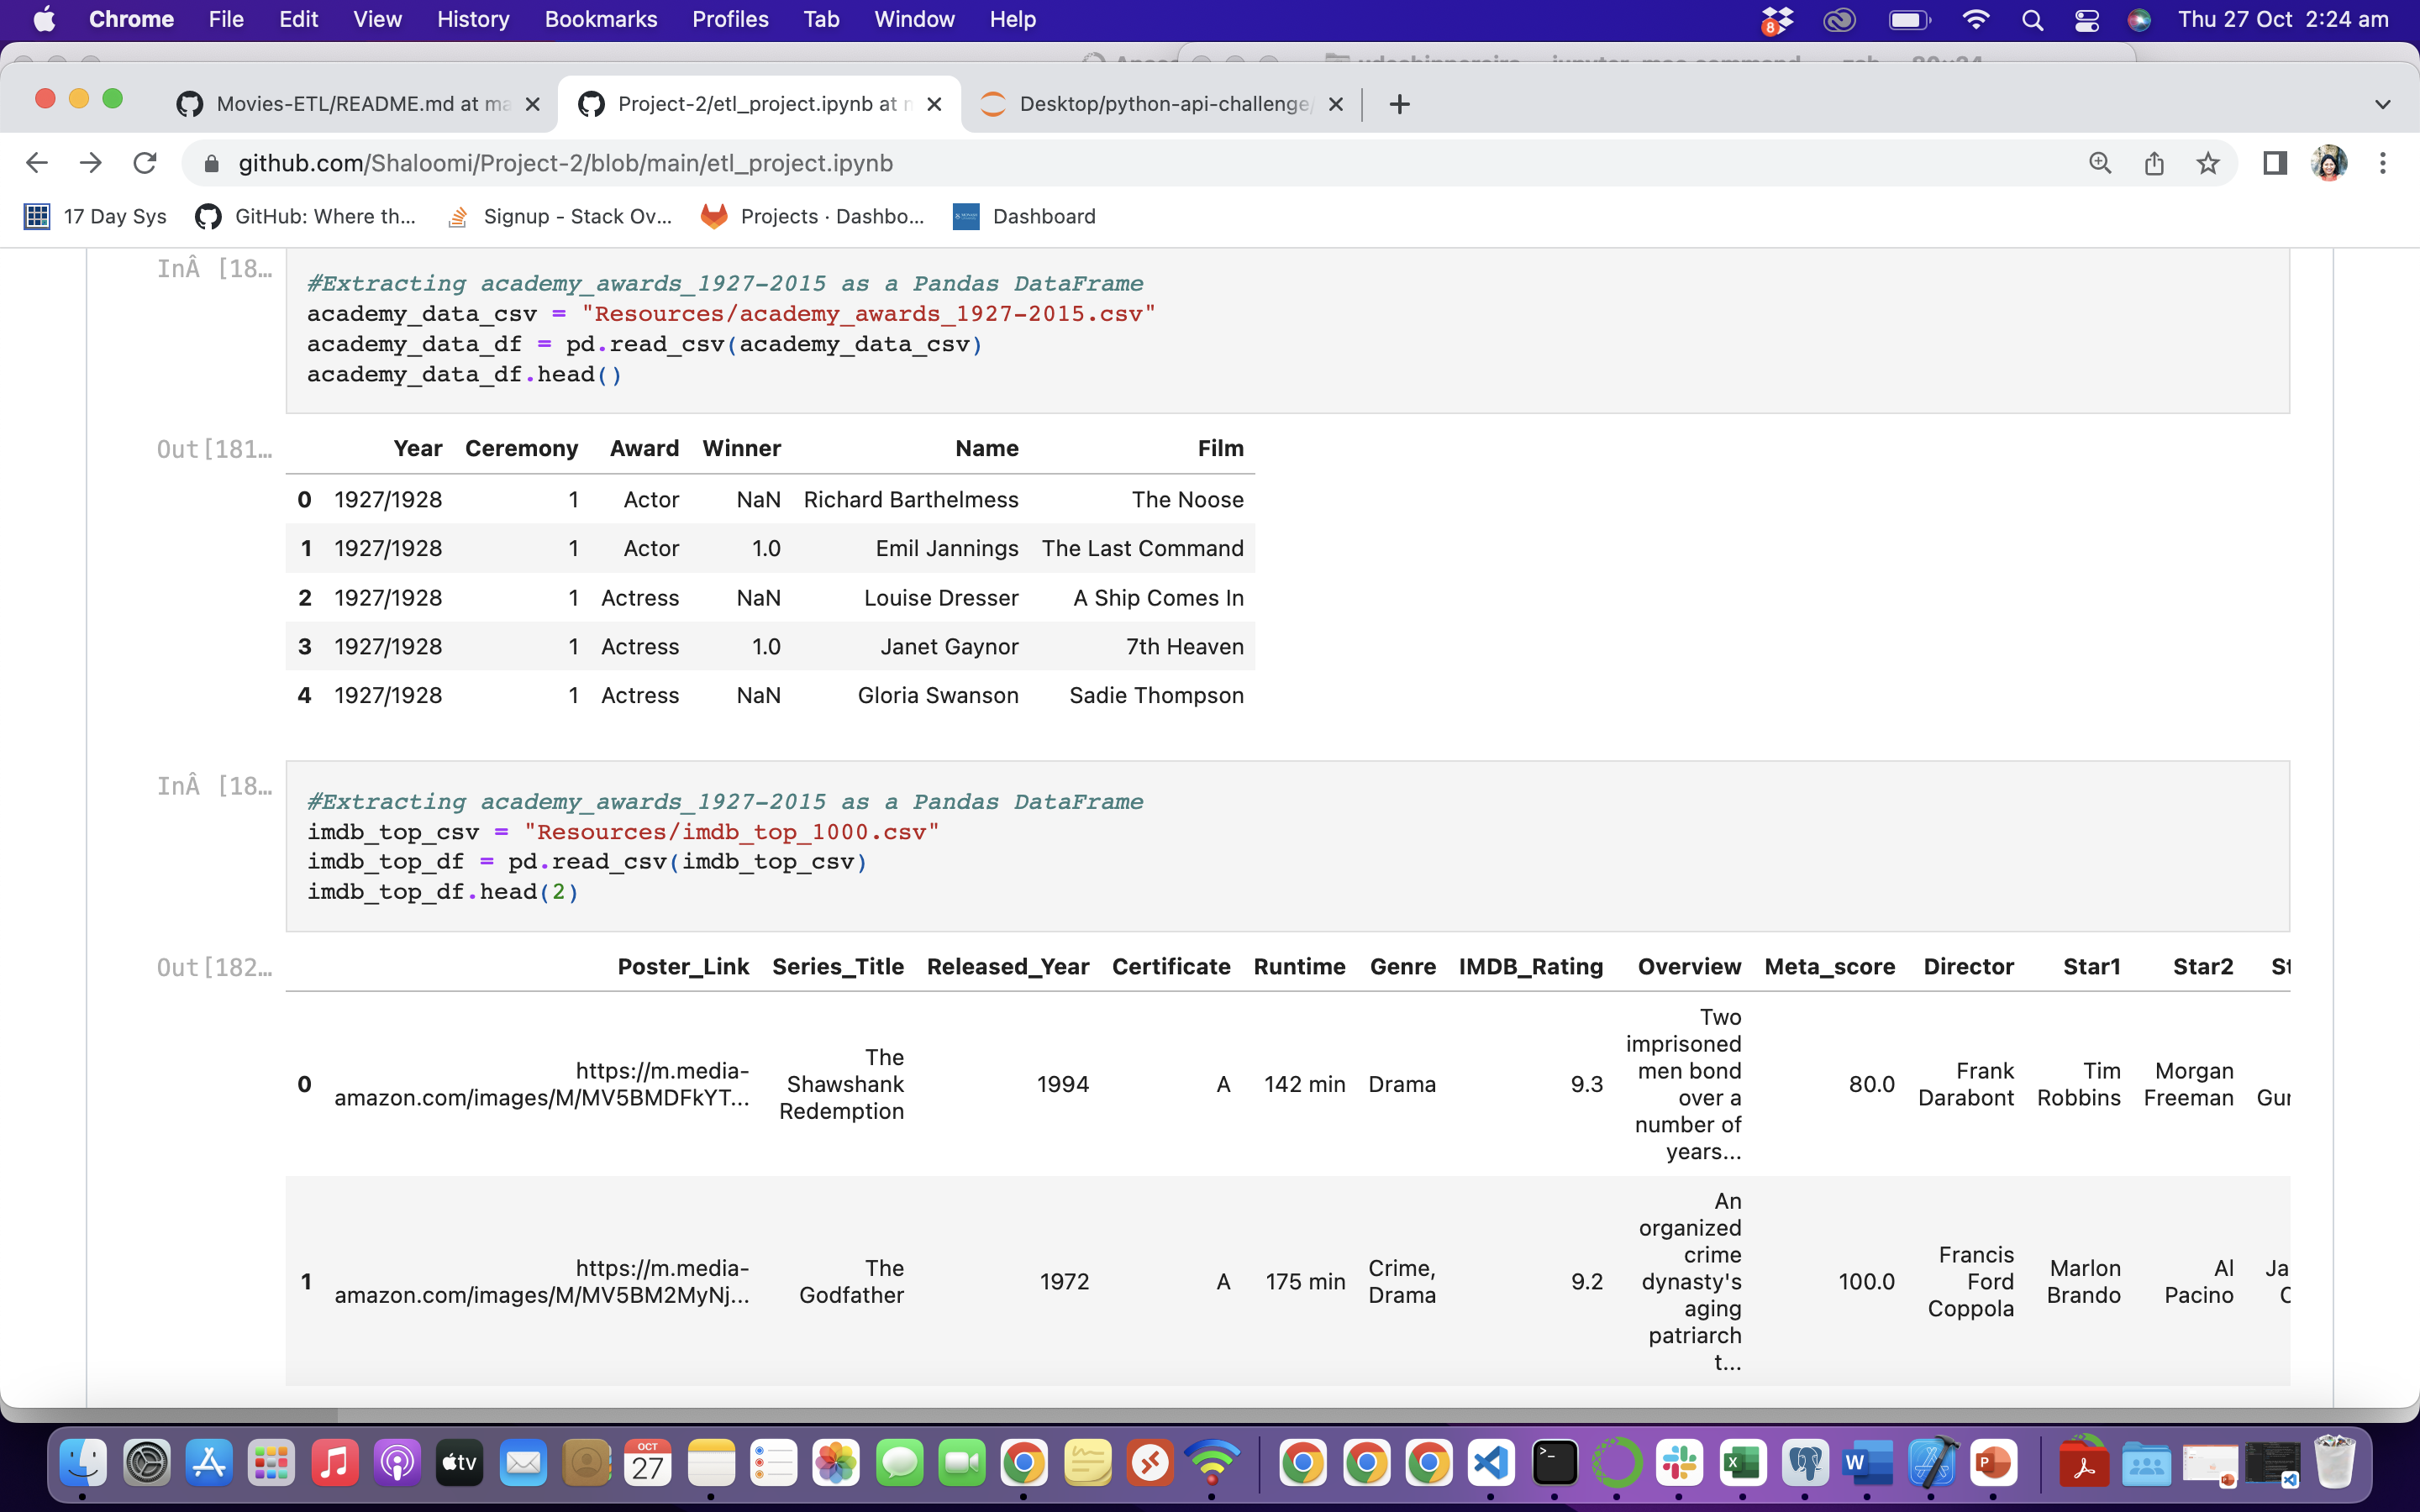 Chrome File Edit View History Bookmarks Profiles Tab Window Help 8 Thu 27 Oct 2:24 am
Movies-ETL/README.md at ma
Project-2/etl_project.ipynb at m
Desktop/python-api-challenge/
github.com/Shaloomi/Project-2/blob/main/etl_project.ipynb
17 Day Sys GitHub: Where th... Signup - Stack Ov... Projects · Dashbo... Dashboard
InÂ [18…
#Extracting academy_awards_1927-2015 as a Pandas DataFrame
academy_data_csv = "Resources/academy_awards_1927-2015.csv"
academy_data_df = pd.read_csv(academy_data_csv)
academy_data_df.head()
Out[181…
Year Ceremony Award Winner Name Film
0 1927/1928 1 Actor NaN Richard Barthelmess The Noose
1 1927/1928 1 Actor 1.0 Emil Jannings The Last Command
2 1927/1928 1 Actress NaN Louise Dresser A Ship Comes In
3 1927/1928 1 Actress 1.0 Janet Gaynor 7th Heaven
4 1927/1928 1 Actress NaN Gloria Swanson Sadie Thompson
InÂ [18…
#Extracting academy_awards_1927-2015 as a Pandas DataFrame
imdb_top_csv = "Resources/imdb_top_1000.csv"
imdb_top_df = pd.read_csv(imdb_top_csv)
imdb_top_df.head(2)
Out[182…
Poster_Link Series_Title Released_Year Certificate Runtime Genre IMDB_Rating Overview Meta_score Director Star1 Star2 St
0
https://m.media-
amazon.com/images/M/MV5BMDFkYT...
The
Shawshank
Redemption
1994 A 142 min Drama 9.3
Two
imprisoned
men bond
over a
number of
years...
80.0
Frank
Darabont
Tim
Robbins
Morgan
Freeman
Gur
1
https://m.media-
amazon.com/images/M/MV5BM2MyNj...
The
Godfather
1972 A 175 min
Crime,
Drama
9.2
An
organized
crime
dynasty's
aging
patriarch
t...
100.0
Francis
Ford
Coppola
Marlon
Brando
Al
Pacino
Ja
C
tv
OCT
27